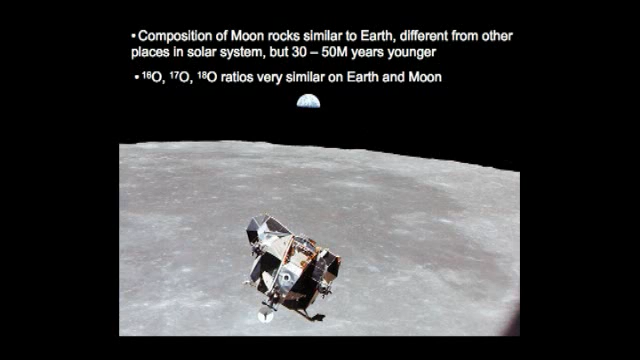 • Composition of Moon rocks similar to Earth, different from other
places in solar system, but 30 – 50M years younger
• ¹⁶O, ¹⁷O, ¹⁸O ratios very similar on Earth and Moon